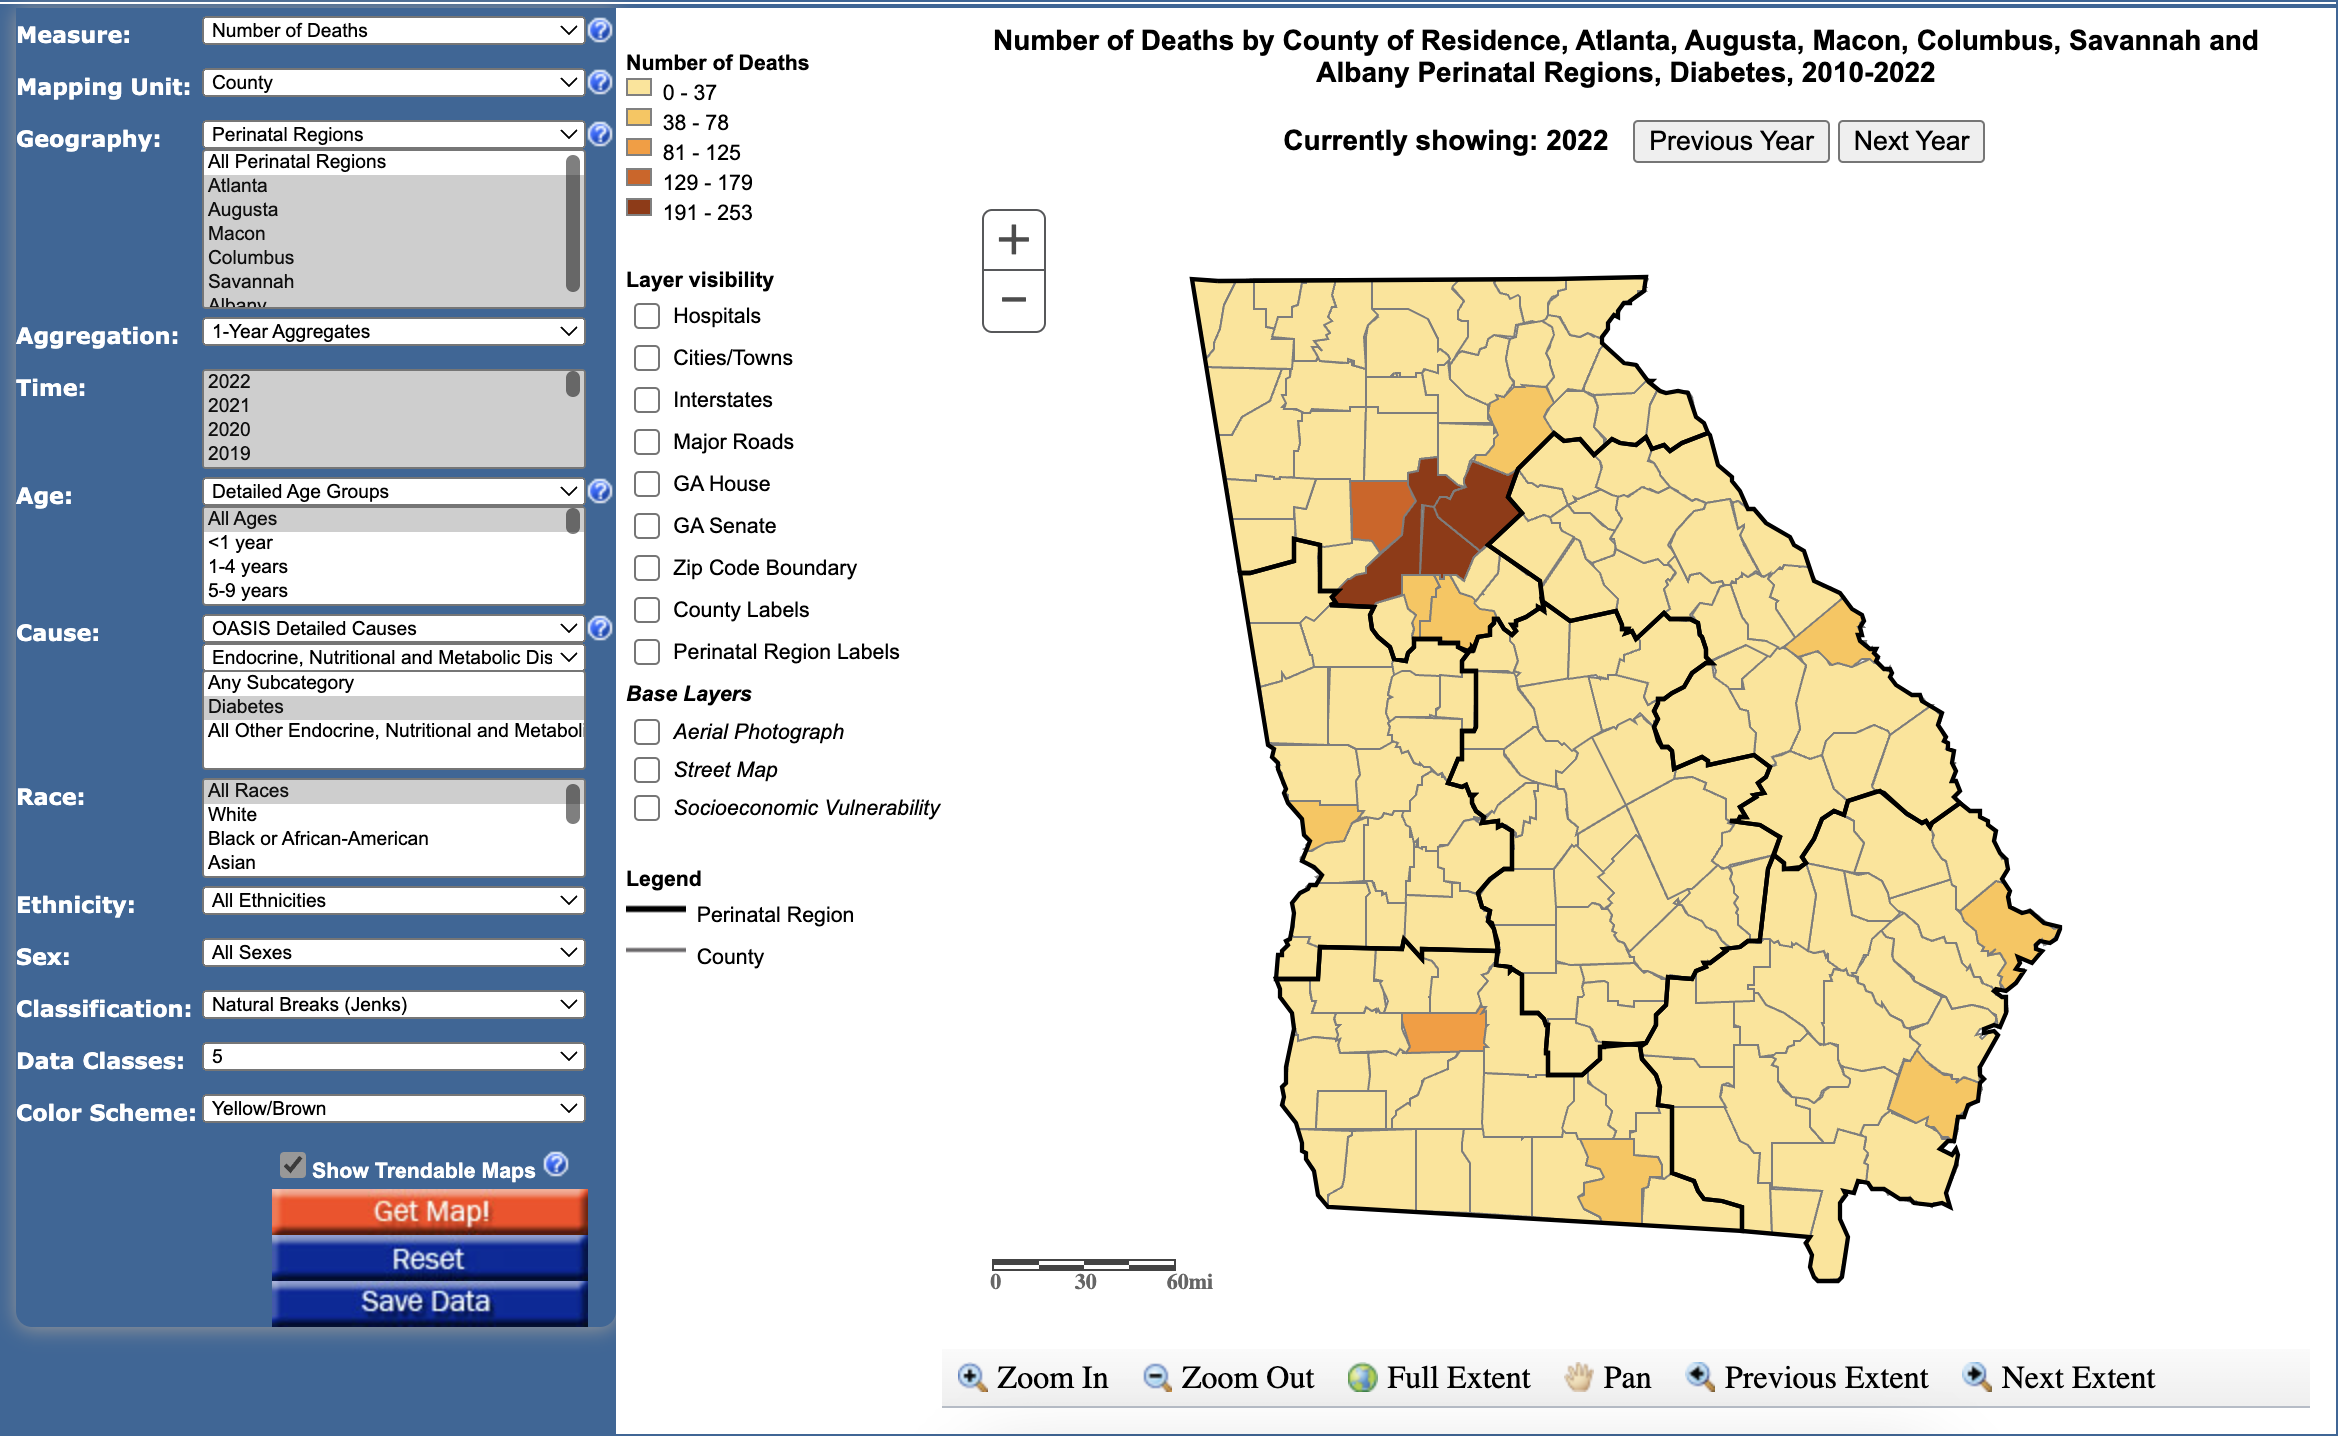 Measure:
Number of Deaths
Mapping Unit:
County
Geography:
Perinatal Regions
All Perinatal Regions
Atlanta
Augusta
Macon
Columbus
Savannah
Albany
Aggregation:
1-Year Aggregates
Time:
2022
2021
2020
2019
Age:
Detailed Age Groups
All Ages
<1 year
1-4 years
5-9 years
Cause:
OASIS Detailed Causes
Endocrine, Nutritional and Metabolic Dis
Any Subcategory
Diabetes
All Other Endocrine, Nutritional and Metaboli
Race:
All Races
White
Black or African-American
Asian
Ethnicity:
All Ethnicities
Sex:
All Sexes
Classification:
Natural Breaks (Jenks)
Data Classes:
5
Color Scheme:
Yellow/Brown
Show Trendable Maps
Get Map!
Reset
Save Data
Number of Deaths
0 - 37
38 - 78
81 - 125
129 - 179
191 - 253
Layer visibility
Hospitals
Cities/Towns
Interstates
Major Roads
GA House
GA Senate
Zip Code Boundary
County Labels
Perinatal Region Labels
Base Layers
Aerial Photograph
Street Map
Socioeconomic Vulnerability
Legend
Perinatal Region
County
Number of Deaths by County of Residence, Atlanta, Augusta, Macon, Columbus, Savannah and
Albany Perinatal Regions, Diabetes, 2010-2022
Currently showing: 2022
Previous Year
Next Year
+
−
0 30 60mi
Zoom In
Zoom Out
Full Extent
Pan
Previous Extent
Next Extent